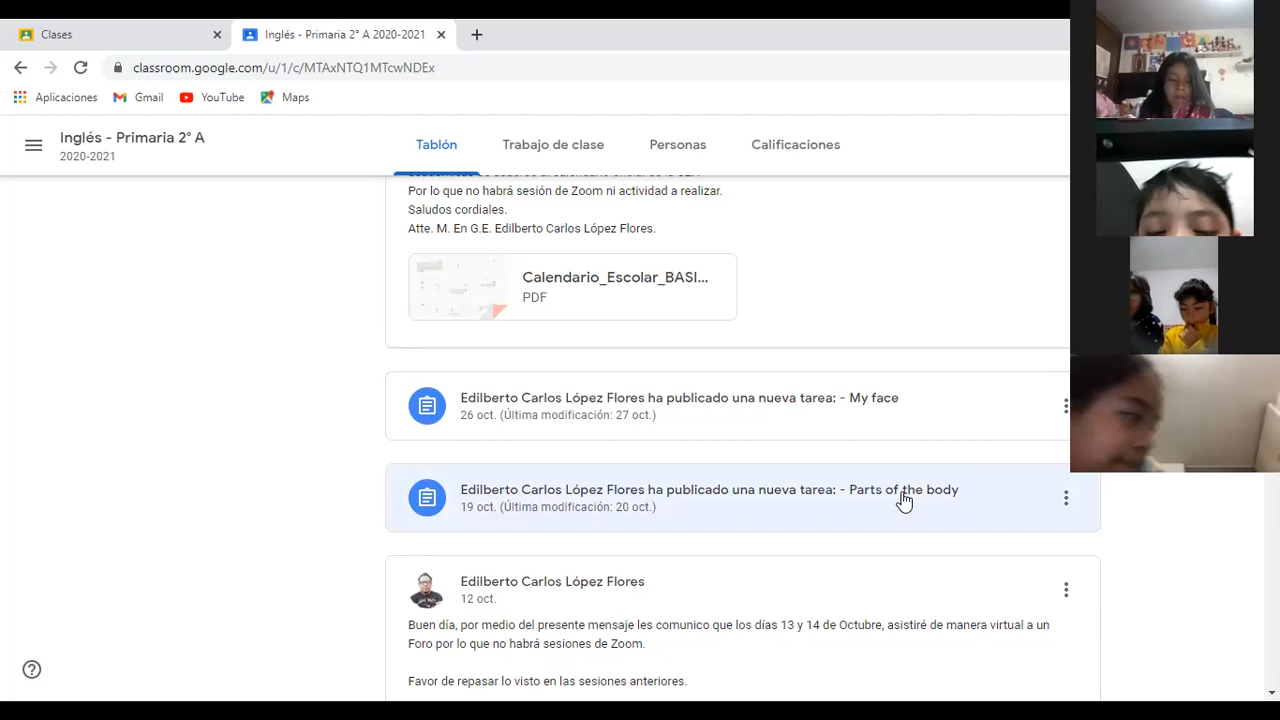 Clases
Inglés - Primaria 2° A 2020-2021
classroom.google.com/u/1/c/MTAxNTQ1MTcwNDEx
Aplicaciones Gmail YouTube Maps
Inglés - Primaria 2° A
2020-2021
Tablón Trabajo de clase Personas Calificaciones
Por lo que no habrá sesión de Zoom ni actividad a realizar.
Saludos cordiales.
Atte. M. En G.E. Edilberto Carlos López Flores.
Calendario_Escolar_BASI...
PDF
Edilberto Carlos López Flores ha publicado una nueva tarea: - My face
26 oct. (Última modificación: 27 oct.)
Edilberto Carlos López Flores ha publicado una nueva tarea: - Parts of the body
19 oct. (Última modificación: 20 oct.)
Edilberto Carlos López Flores
12 oct.
Buen día, por medio del presente mensaje les comunico que los días 13 y 14 de Octubre, asistiré de manera virtual a un
Foro por lo que no habrá sesiones de Zoom.
Favor de repasar lo visto en las sesiones anteriores.